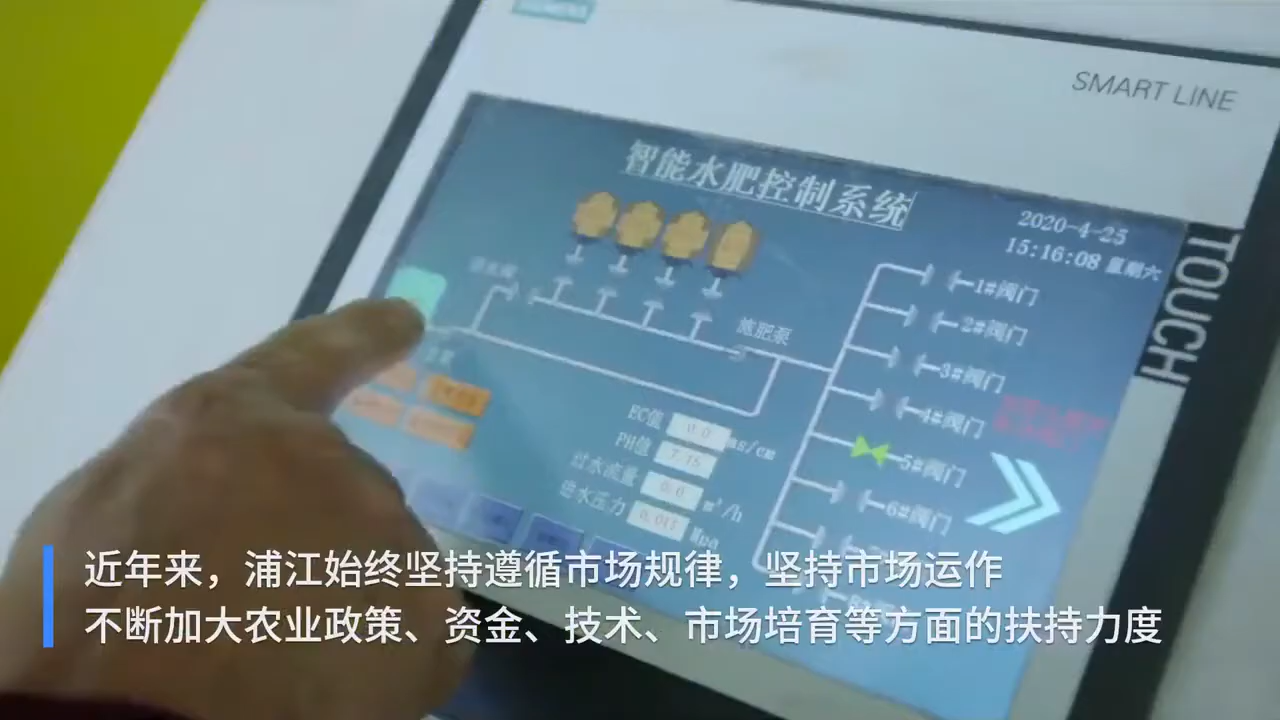 SIEMENS
SMART LINE
TOUCH
智能水肥控制系统
2020-4-25
15:16:08 星期六
施肥泵
1#阀门
2#阀门
3#阀门
4#阀门
5#阀门
6#阀门
EC值 0.0 ms/cm
PH值 7.15
进水流量 0.0 m³/h
进水压力 0.011 Mpa
近年来，浦江始终坚持遵循市场规律，坚持市场运作
不断加大农业政策、资金、技术、市场培育等方面的扶持力度